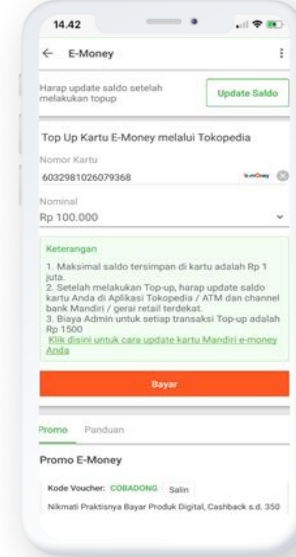 14.42
E-Money
Harap update saldo setelah
melakukan topup
Update Saldo
Top Up Kartu E-Money melalui Tokopedia
Nomor Kartu
6032981026079368
e-money
Nominal
Rp 100.000
Keterangan
1. Maksimal saldo tersimpan di kartu adalah Rp 1
juta.
2. Setelah melakukan Top-up, harap update saldo
kartu Anda di Aplikasi Tokopedia / ATM dan channel
bank Mandiri / gerai retail terdekat.
3. Biaya Admin untuk setiap transaksi Top-up adalah
Rp 1500
Klik disini untuk cara update kartu Mandiri e-money
Anda
Bayar
Promo Panduan
Promo E-Money
Kode Voucher: COBADONG Salin
Nikmati Praktisnya Bayar Produk Digital, Cashback s.d. 350